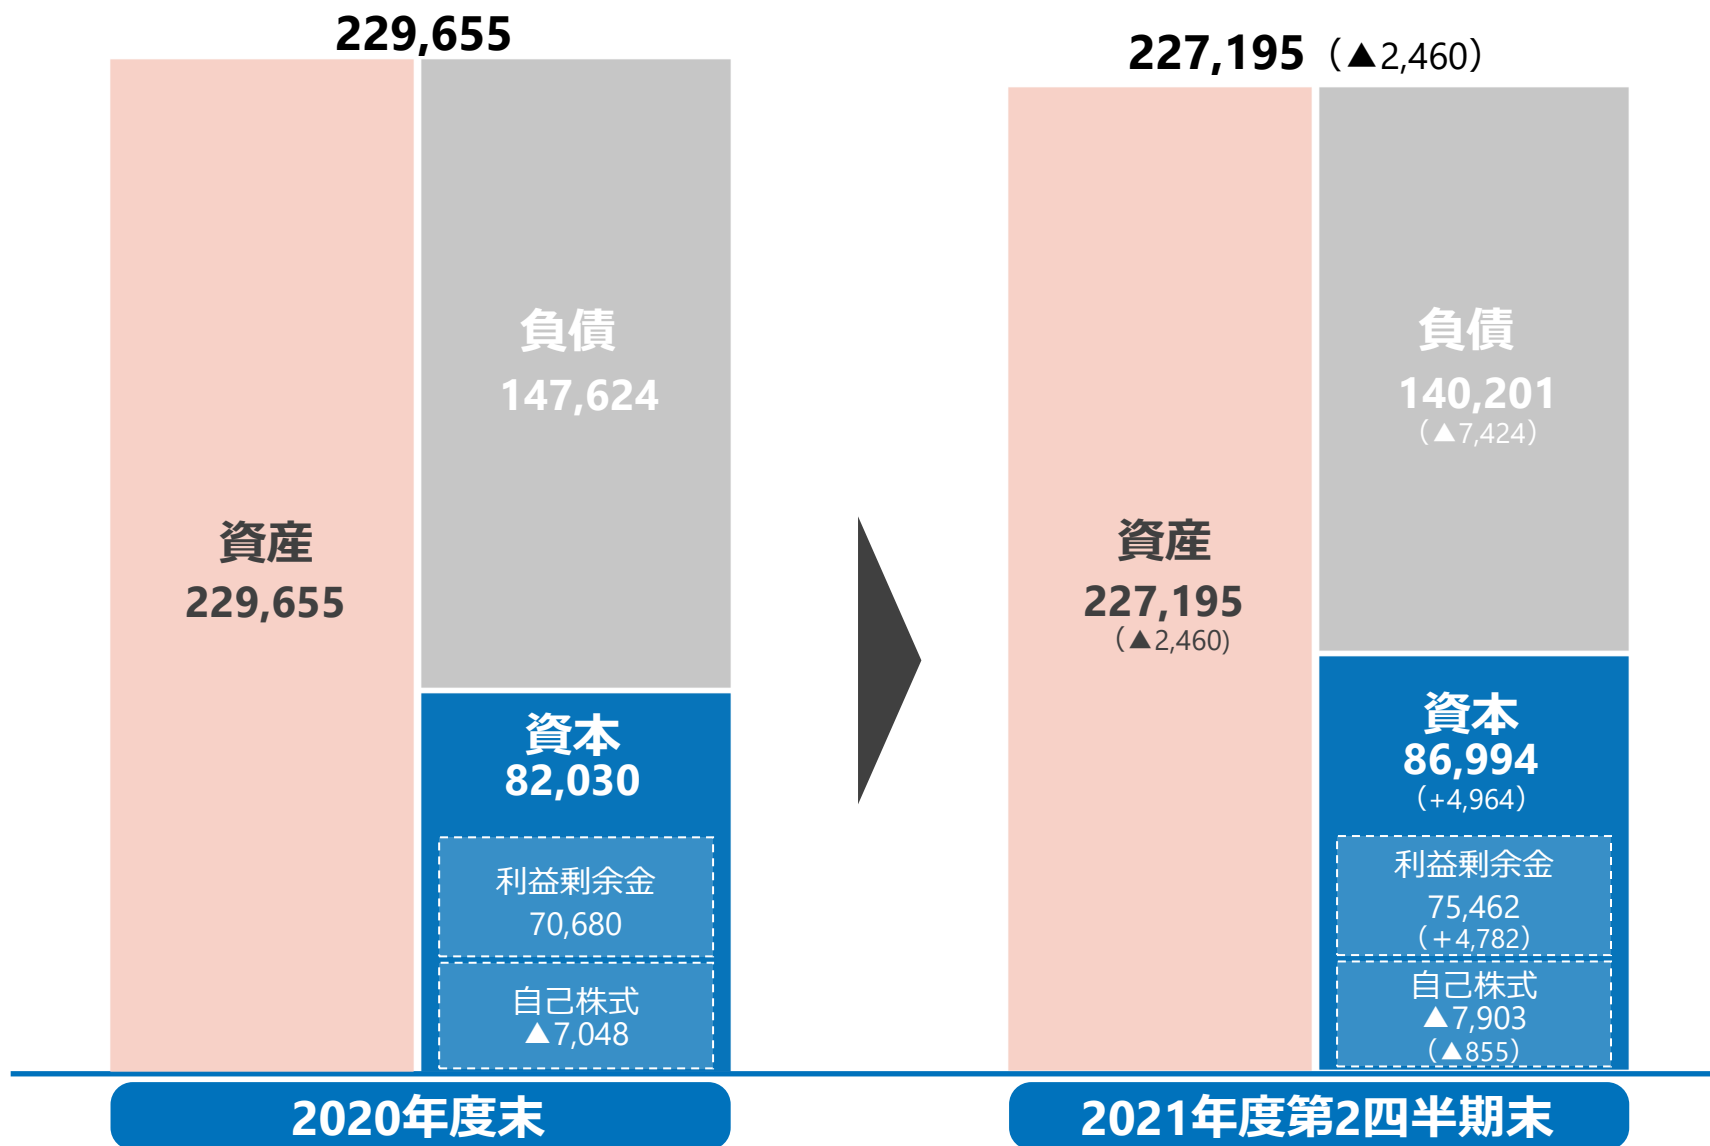 229,655
資産
229,655
負債
147,624
資本
82,030
利益剰余金
70,680
自己株式
▲7,048
2020年度末
227,195（▲2,460）
資産
227,195
（▲2,460）
負債
140,201
（▲7,424）
資本
86,994
（+4,964）
利益剰余金
75,462
（＋4,782）
自己株式
▲7,903
（▲855）
2021年度第2四半期末